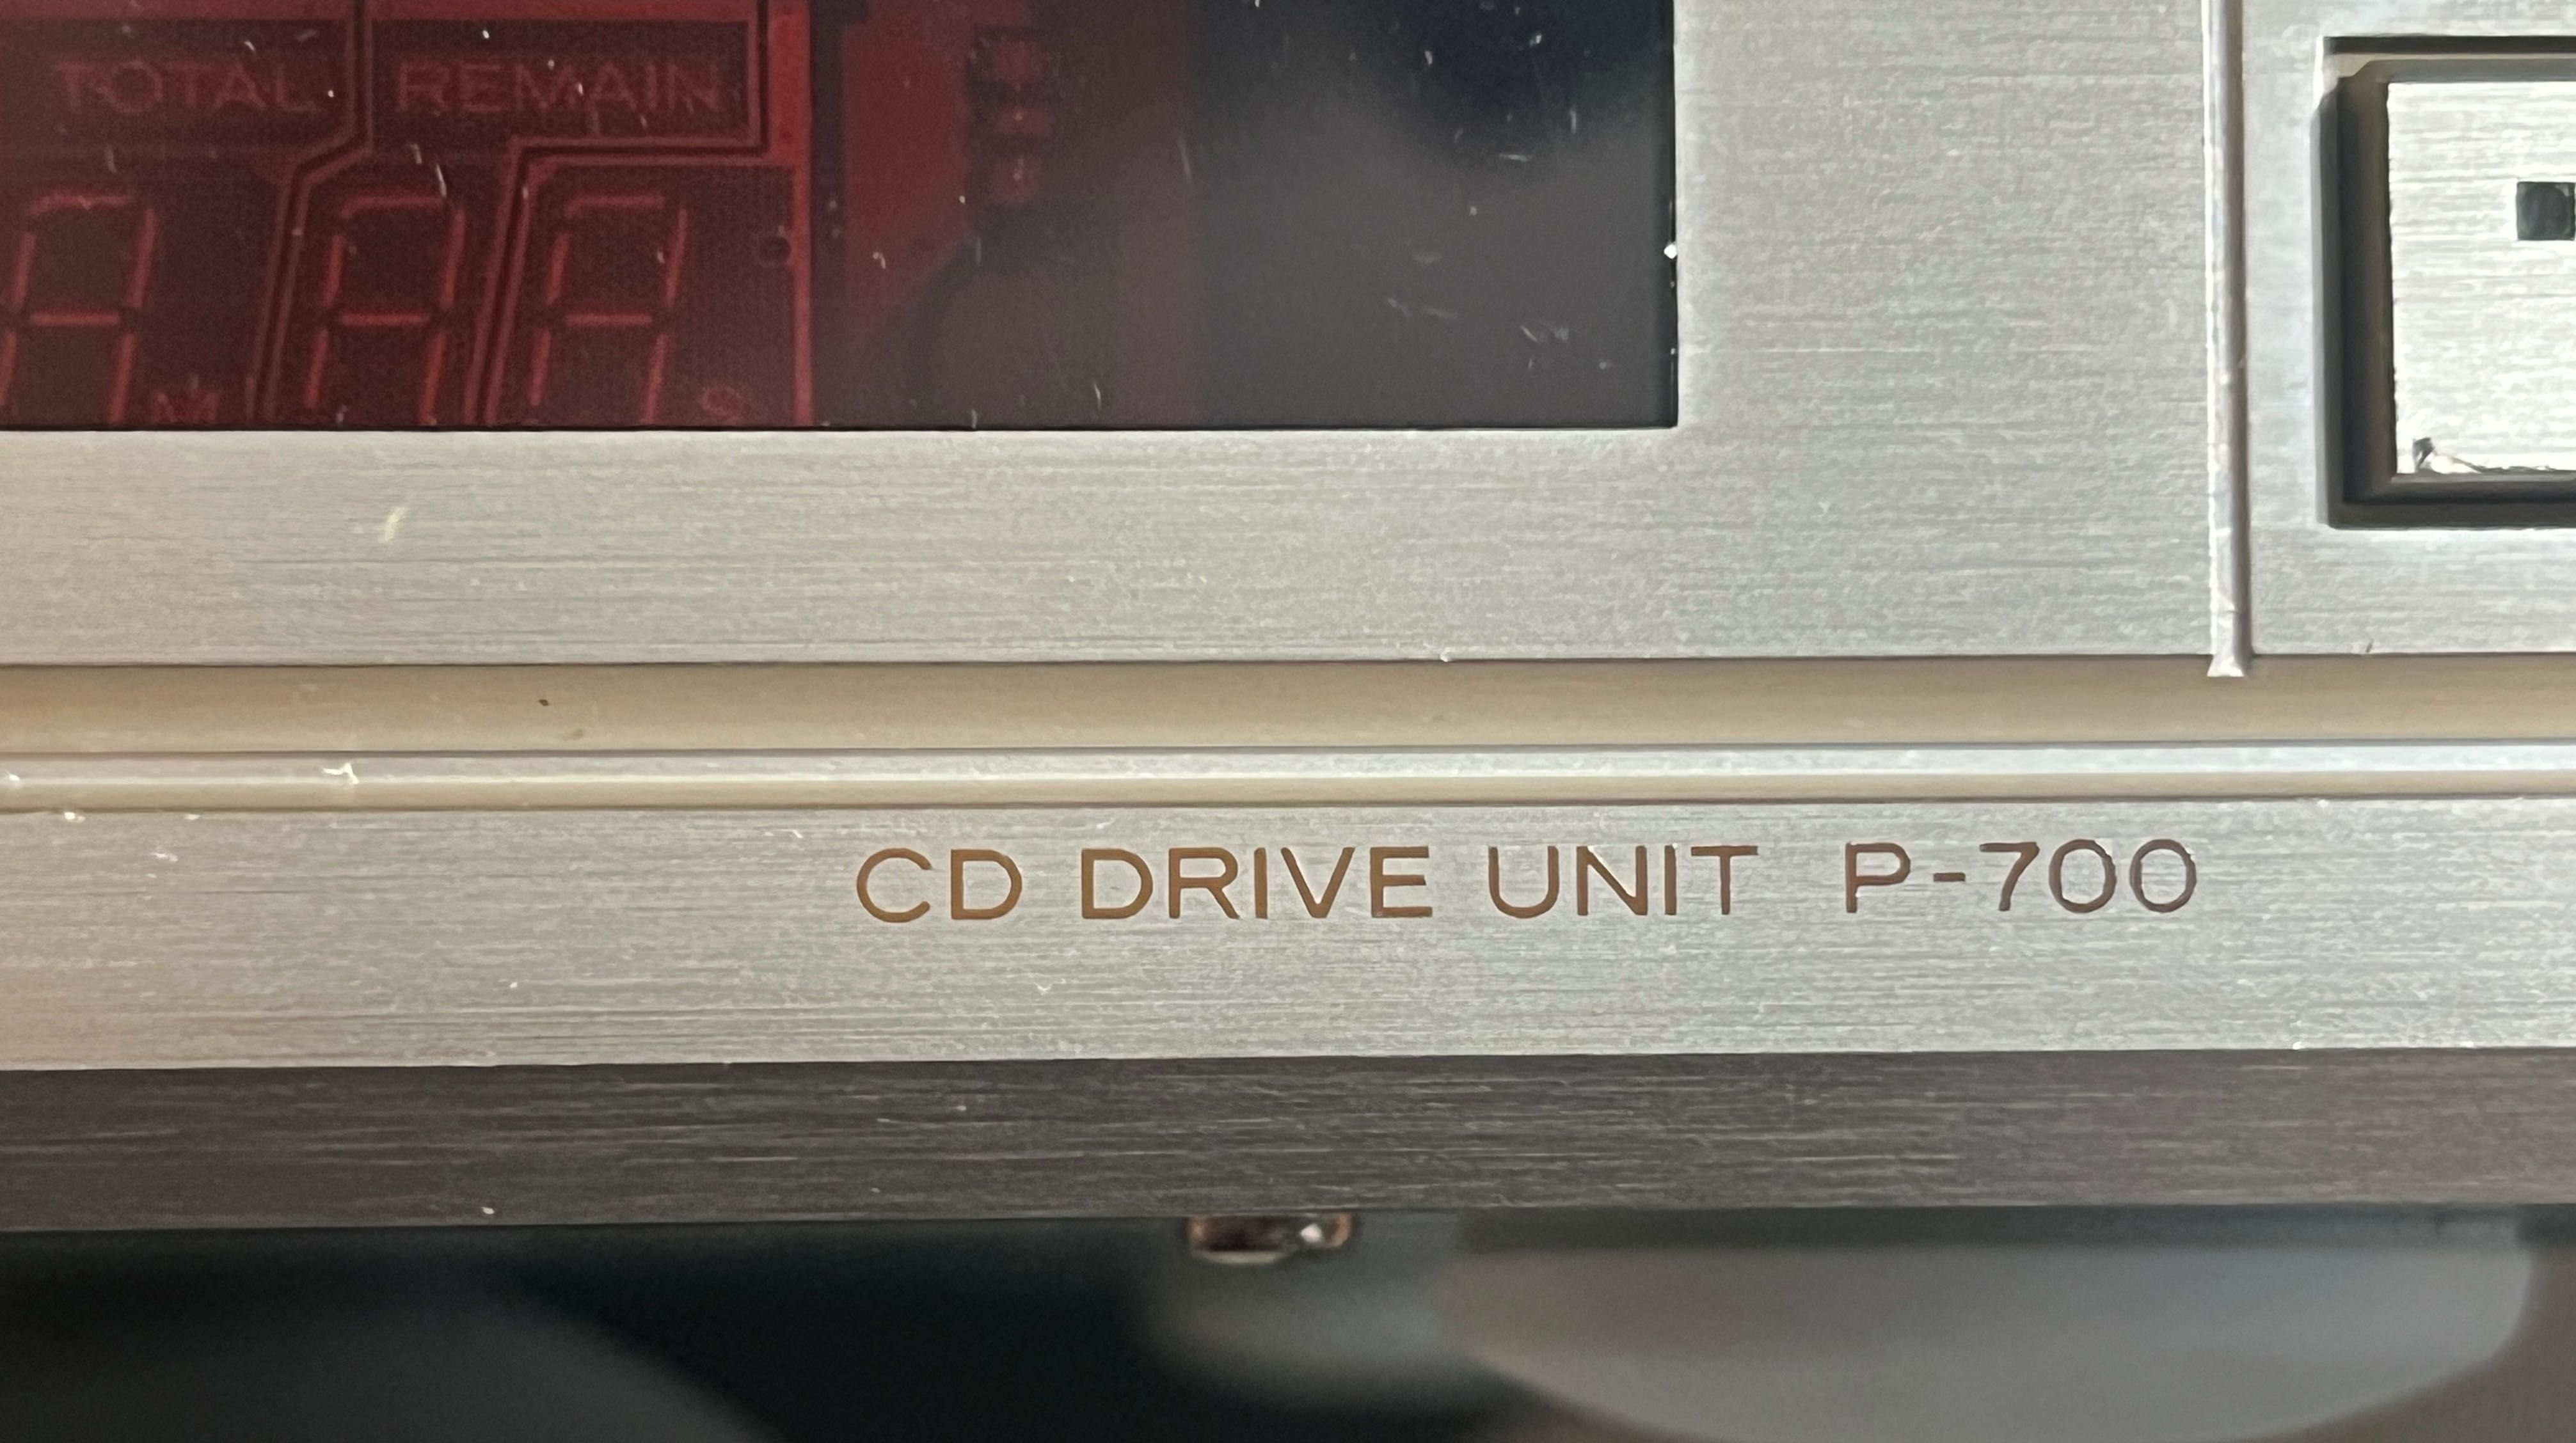 TOTAL REMAIN
M S
CD DRIVE UNIT P-700